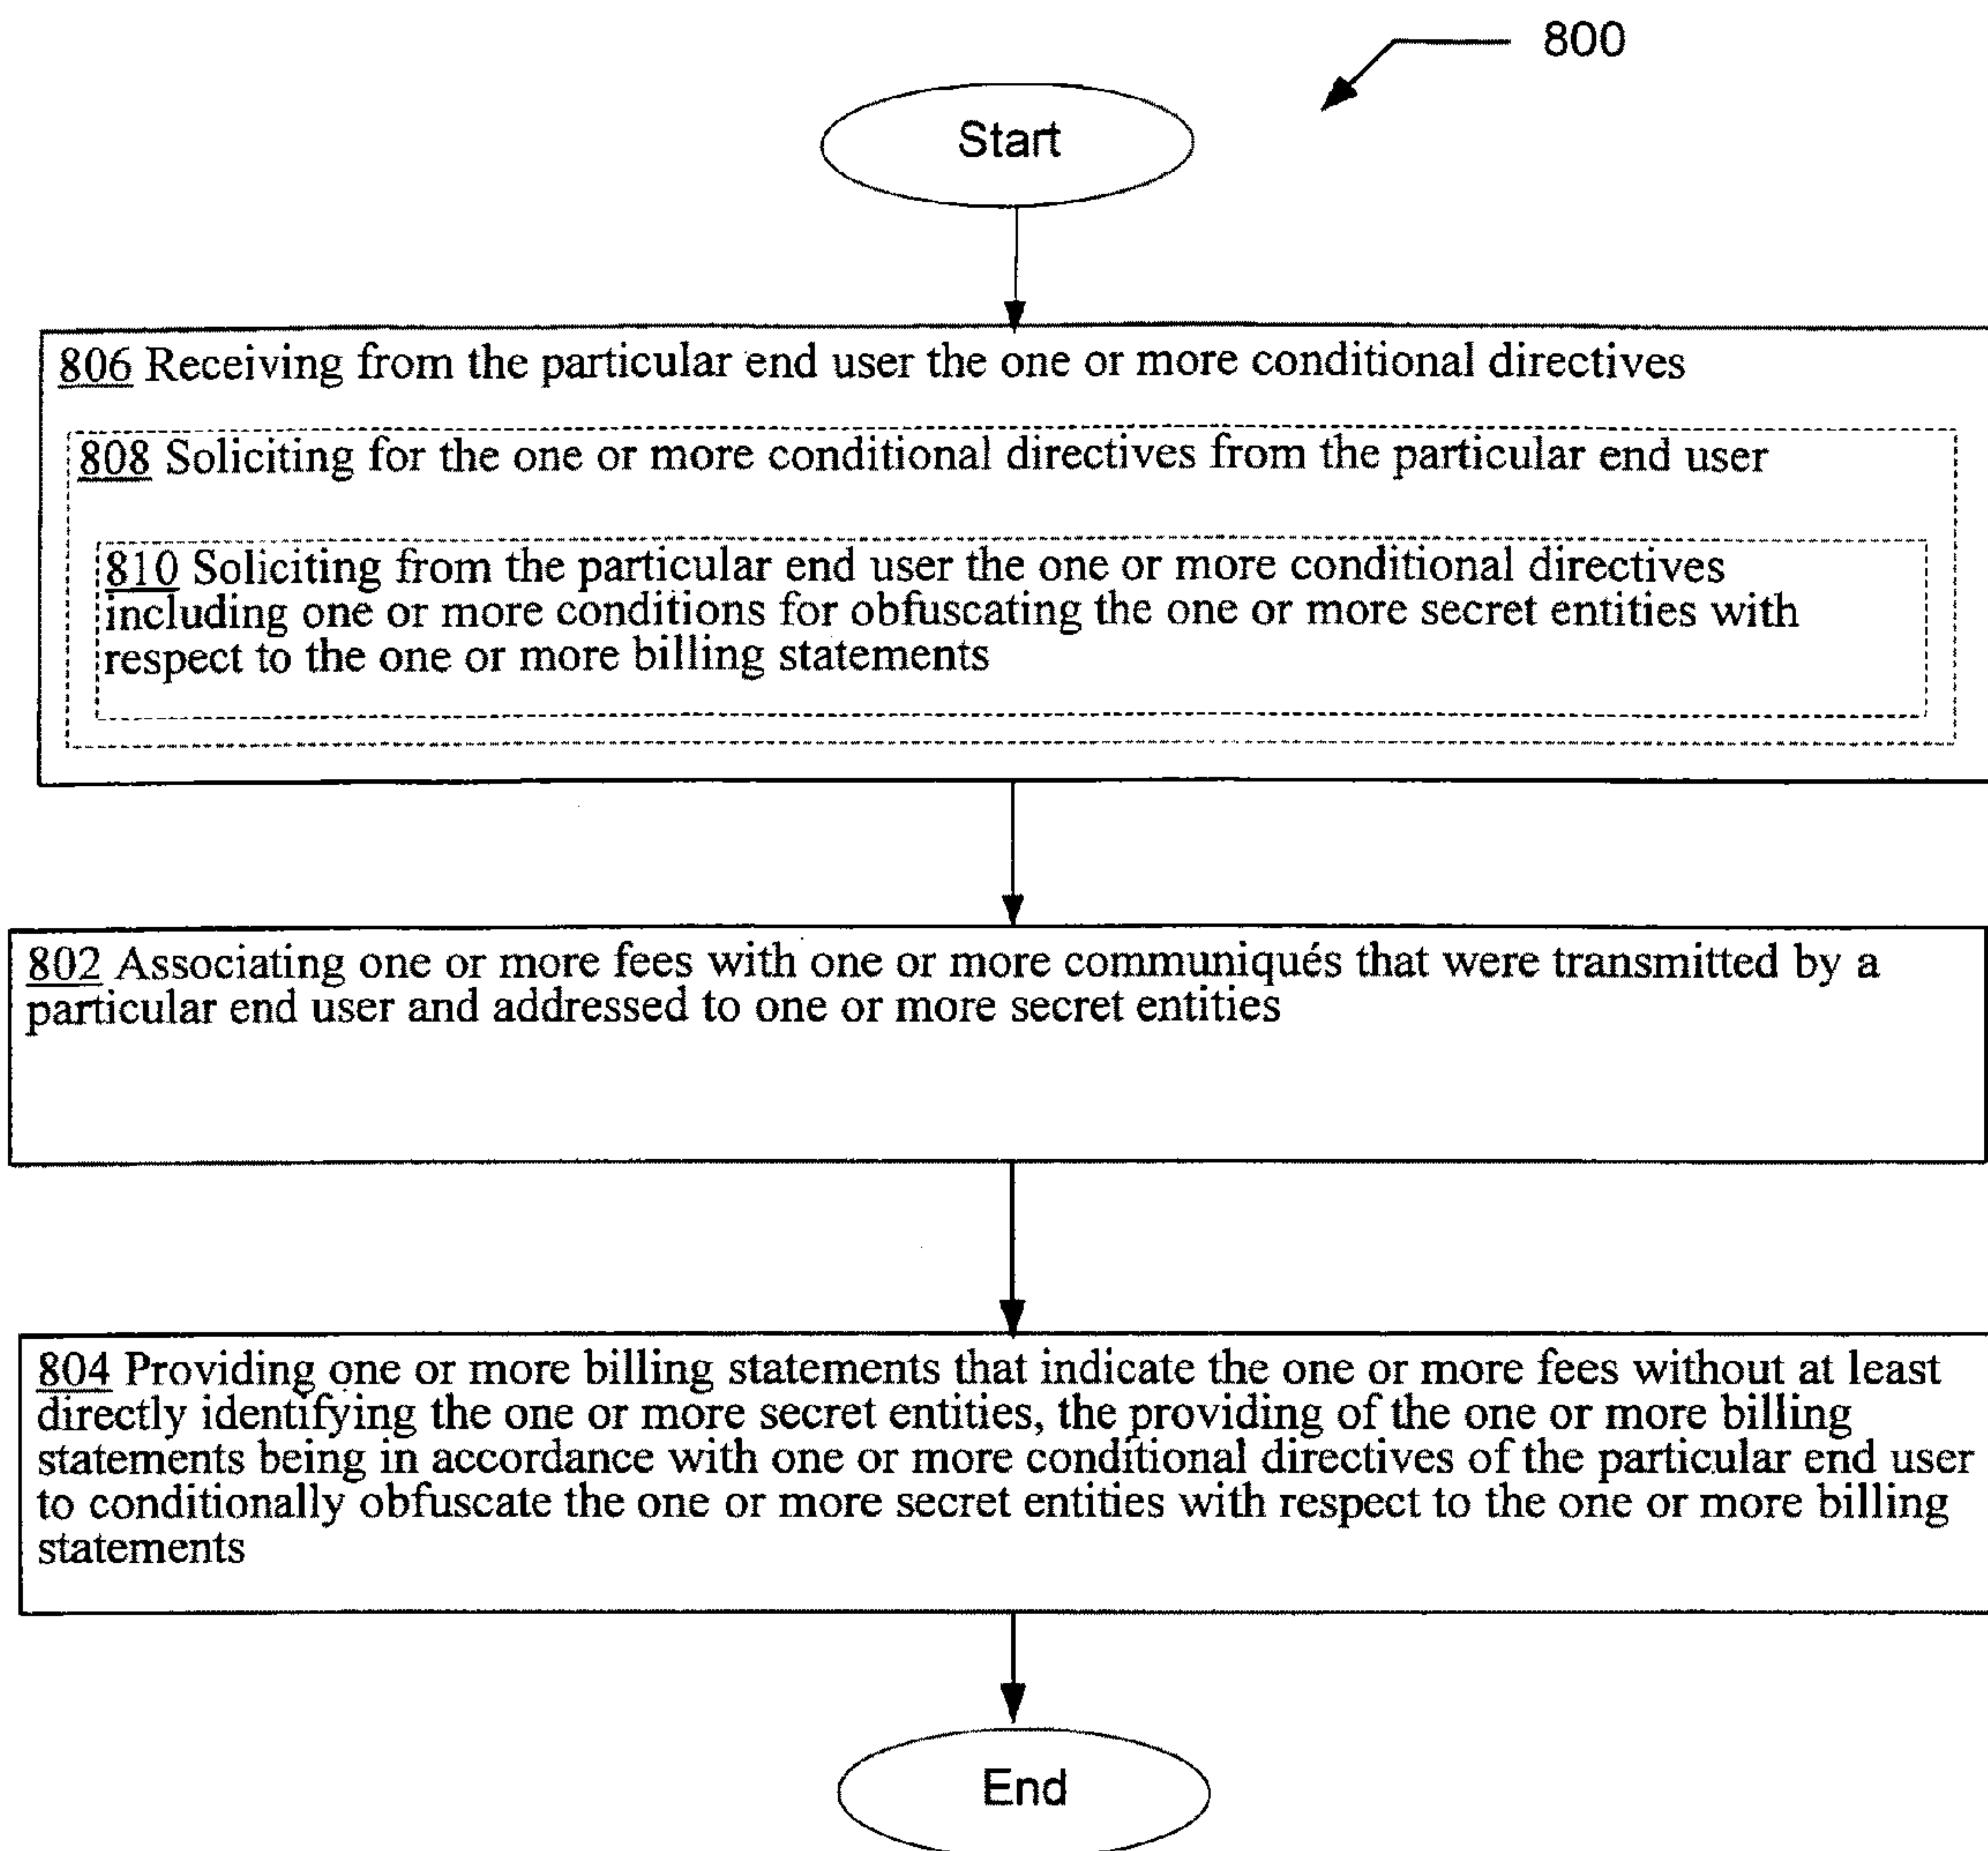 800
Start
806 Receiving from the particular end user the one or more conditional directives
808 Soliciting for the one or more conditional directives from the particular end user
810 Soliciting from the particular end user the one or more conditional directives
including one or more conditions for obfuscating the one or more secret entities with
respect to the one or more billing statements
802 Associating one or more fees with one or more communiqués that were transmitted by a
particular end user and addressed to one or more secret entities
804 Providing one or more billing statements that indicate the one or more fees without at least
directly identifying the one or more secret entities, the providing of the one or more billing
statements being in accordance with one or more conditional directives of the particular end user
to conditionally obfuscate the one or more secret entities with respect to the one or more billing
statements
End